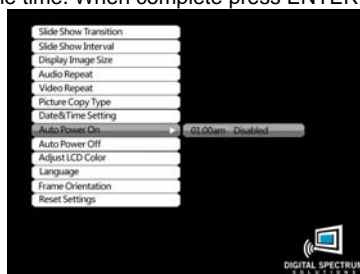 e time. When complete press ENTER
Slide Show Transition
Slide Show Interval
Display Image Size
Audio Repeat
Video Repeat
Picture Copy Type
Date&Time Setting
Auto Power On 01.00am Disabled
Auto Power Off
Adjust LCD Color
Language
Frame Orientation
Reset Settings
DIGITAL SPECTRUM
SOLUTIONS